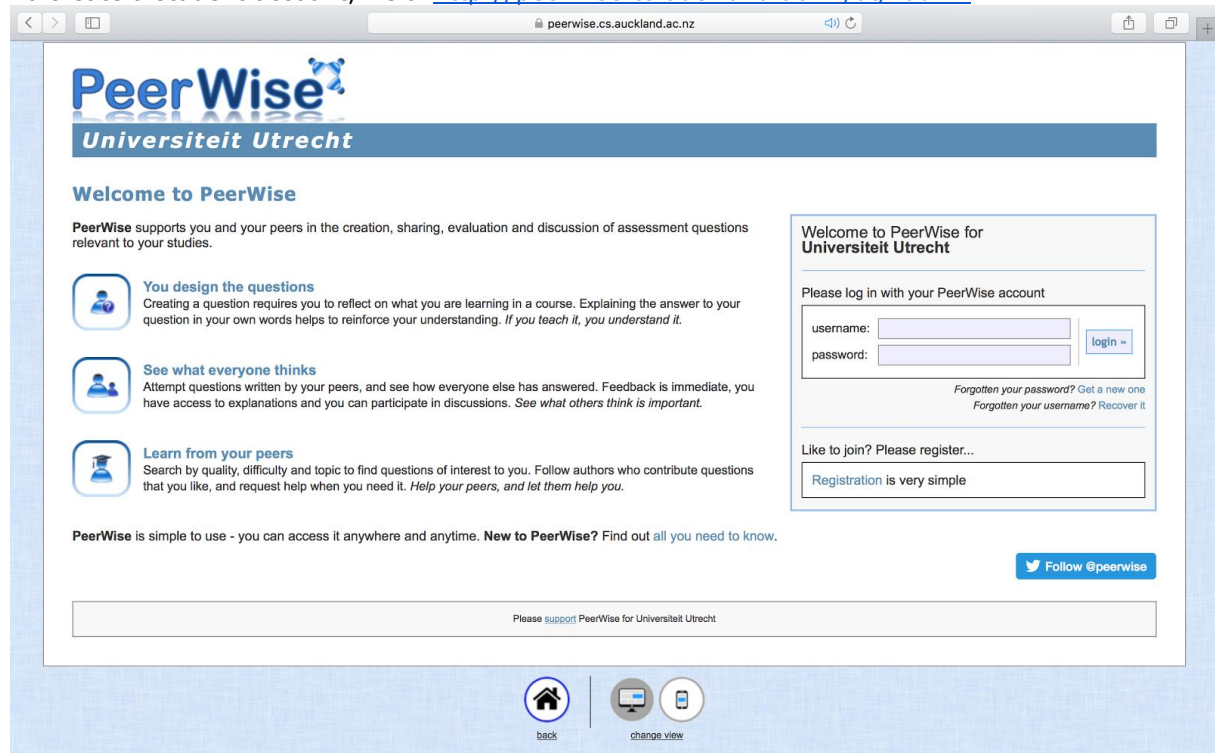 peerwise.cs.auckland.ac.nz
PeerWise
Universiteit Utrecht
Welcome to PeerWise
PeerWise supports you and your peers in the creation, sharing, evaluation and discussion of assessment questions
relevant to your studies.
You design the questions
Creating a question requires you to reflect on what you are learning in a course. Explaining the answer to your
question in your own words helps to reinforce your understanding. If you teach it, you understand it.
See what everyone thinks
Attempt questions written by your peers, and see how everyone else has answered. Feedback is immediate, you
have access to explanations and you can participate in discussions. See what others think is important.
Learn from your peers
Search by quality, difficulty and topic to find questions of interest to you. Follow authors who contribute questions
that you like, and request help when you need it. Help your peers, and let them help you.
PeerWise is simple to use - you can access it anywhere and anytime. New to PeerWise? Find out all you need to know.
Welcome to PeerWise for
Universiteit Utrecht
Please log in with your PeerWise account
username:
password:
login »
Forgotten your password? Get a new one
Forgotten your username? Recover it
Like to join? Please register...
Registration is very simple
Follow @peerwise
Please support PeerWise for Universiteit Utrecht
back
change view